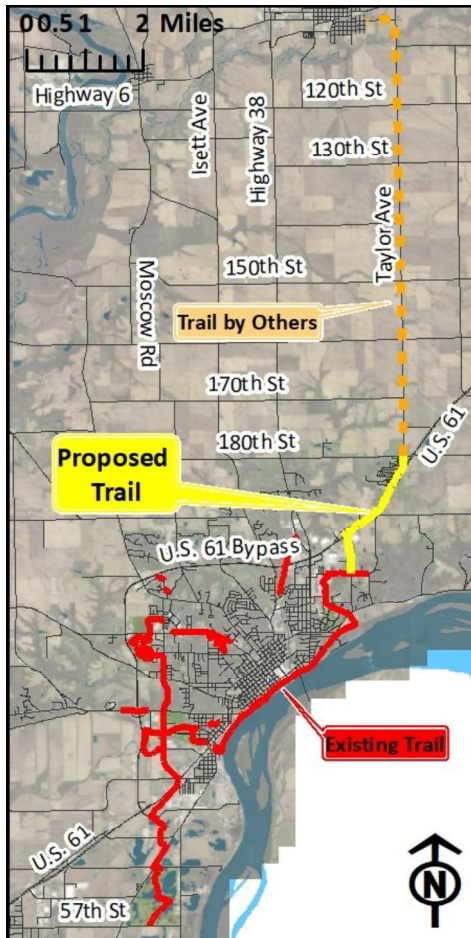 0 0.5 1 2 Miles
Highway 6
Isett Ave
Highway 38
120th St
130th St
Taylor Ave
150th St
Moscow Rd
Trail by Others
170th St
180th St
U.S. 61
Proposed
Trail
U.S. 61 Bypass
Existing Trail
U.S. 61
57th St
N